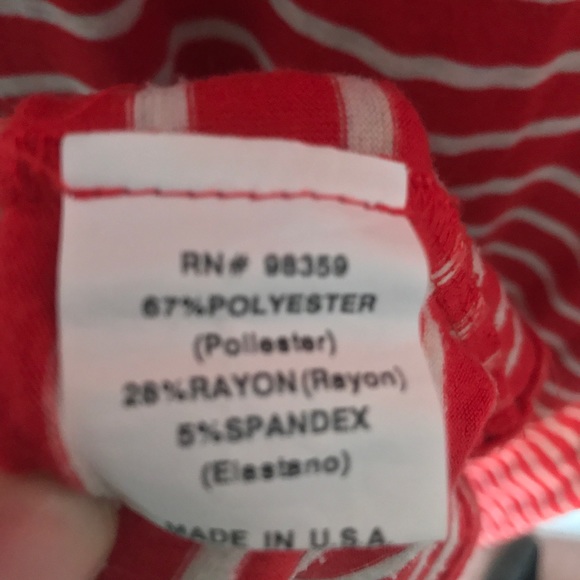 RN# 98359
67%POLYESTER
(Poliester)
28%RAYON(Rayon)
5%SPANDEX
(Elastano)
MADE IN U.S.A.